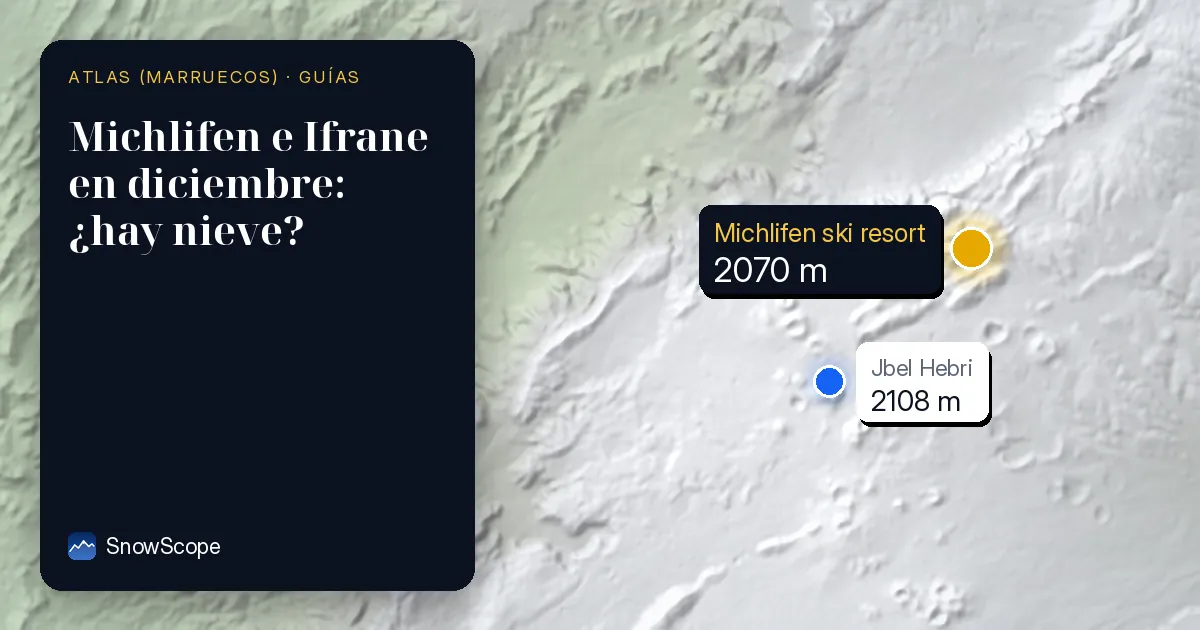 ATLAS (MARRUECOS) · GUÍAS
Michlifen e Ifrane
en diciembre:
¿hay nieve?
SnowScope
Michlifen ski resort
2070 m
Jbel Hebri
2108 m